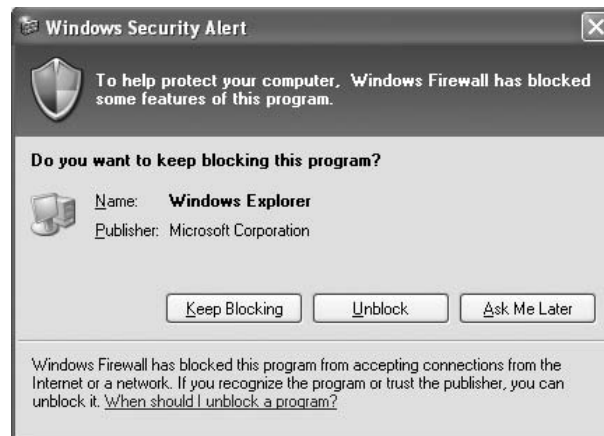 Windows Security Alert
To help protect your computer, Windows Firewall has blocked
some features of this program.
Do you want to keep blocking this program?
Name: Windows Explorer
Publisher: Microsoft Corporation
Keep Blocking Unblock Ask Me Later
Windows Firewall has blocked this program from accepting connections from the
Internet or a network. If you recognize the program or trust the publisher, you can
unblock it. When should I unblock a program?